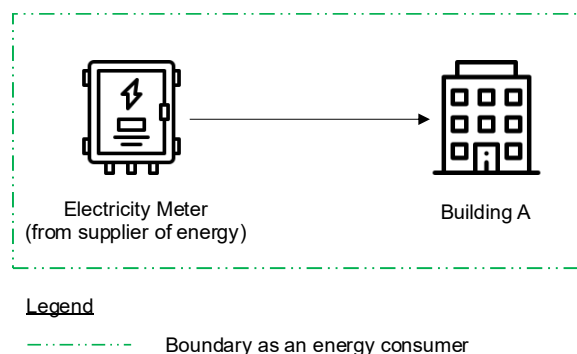 Electricity Meter
(from supplier of energy)
Building A
Legend
Boundary as an energy consumer